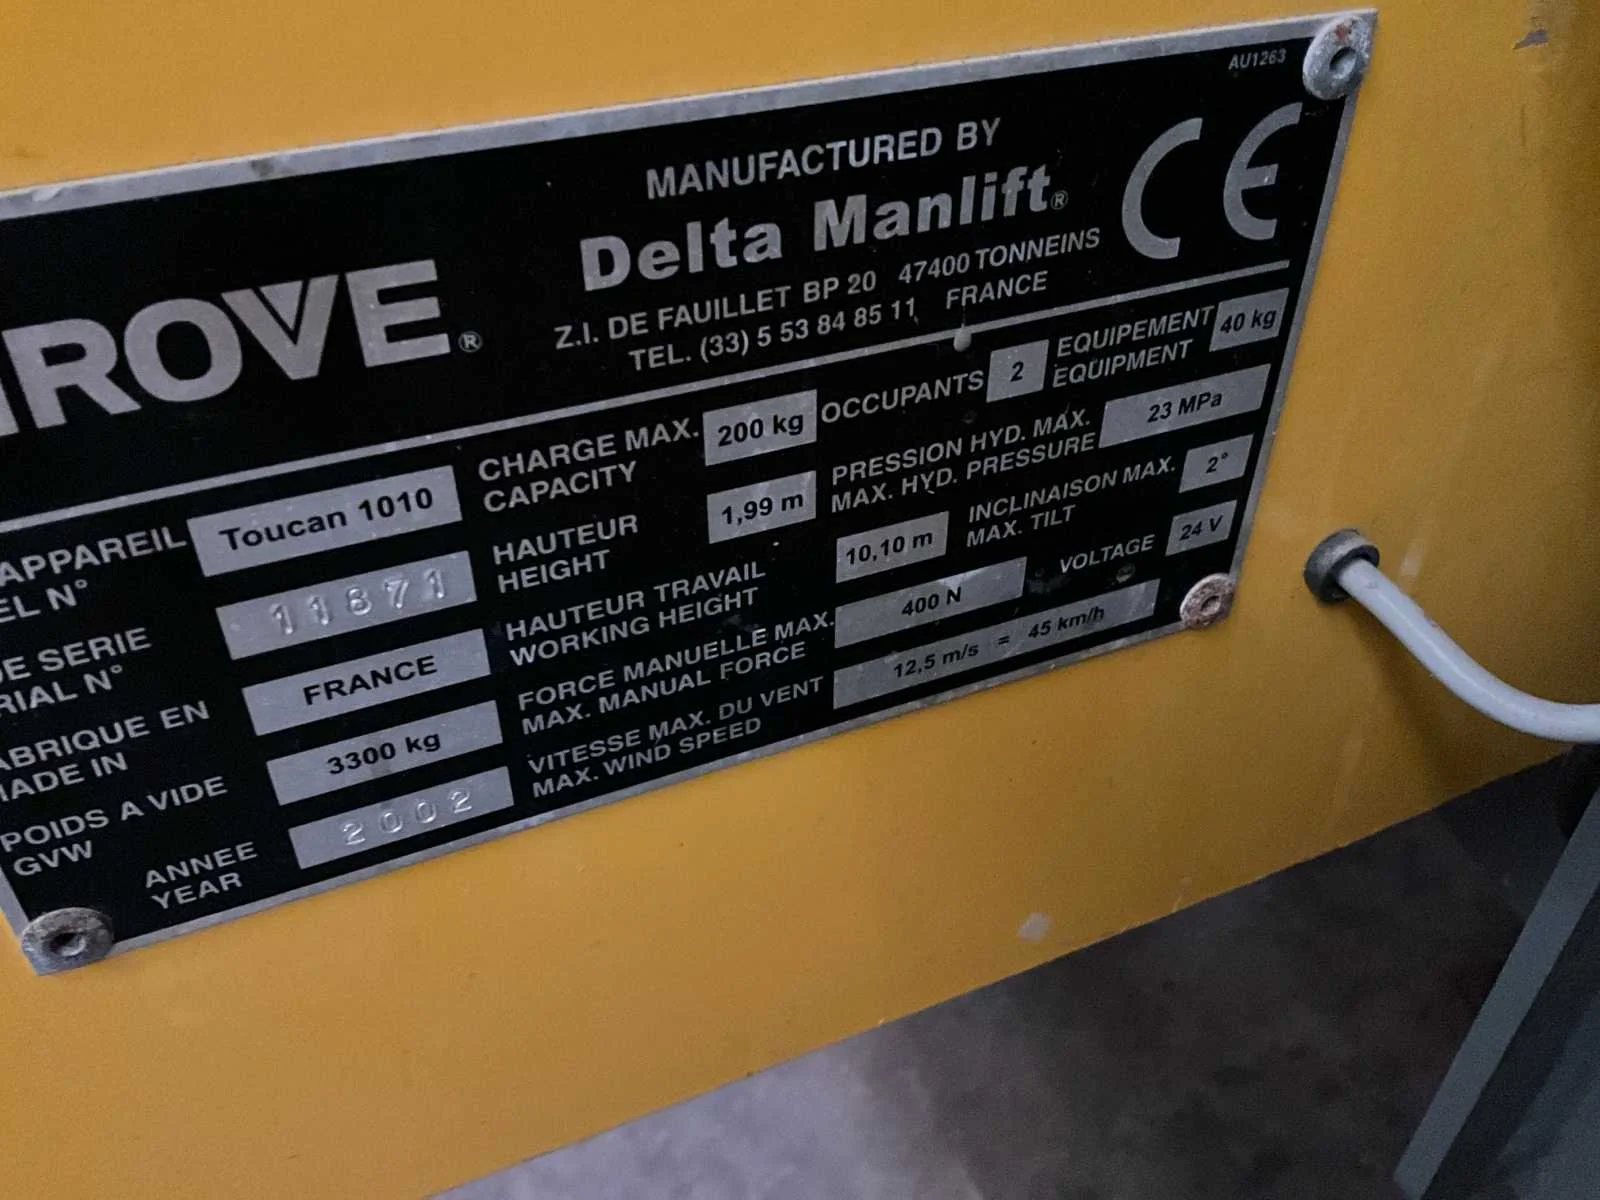 AU1263
MANUFACTURED BY
Delta Manlift®
Z.I. DE FAUILLET BP 20 47400 TONNEINS
TEL. (33) 5 53 84 85 11 FRANCE
CE
ROVE®
APPAREIL
EL N° Toucan 1010
DE SERIE
RIAL N° 11871
ABRIQUE EN
MADE IN FRANCE
POIDS A VIDE
GVW 3300 kg
ANNEE
YEAR 2002
CHARGE MAX.
CAPACITY 200 kg
OCCUPANTS 2
EQUIPEMENT
EQUIPMENT 40 kg
HAUTEUR
HEIGHT 1,99 m
PRESSION HYD. MAX.
MAX. HYD. PRESSURE 23 MPa
HAUTEUR TRAVAIL
WORKING HEIGHT 10,10 m
INCLINAISON MAX.
MAX. TILT 2°
FORCE MANUELLE MAX.
MAX. MANUAL FORCE 400 N
VOLTAGE 24 V
VITESSE MAX. DU VENT
MAX. WIND SPEED 12,5 m/s = 45 km/h